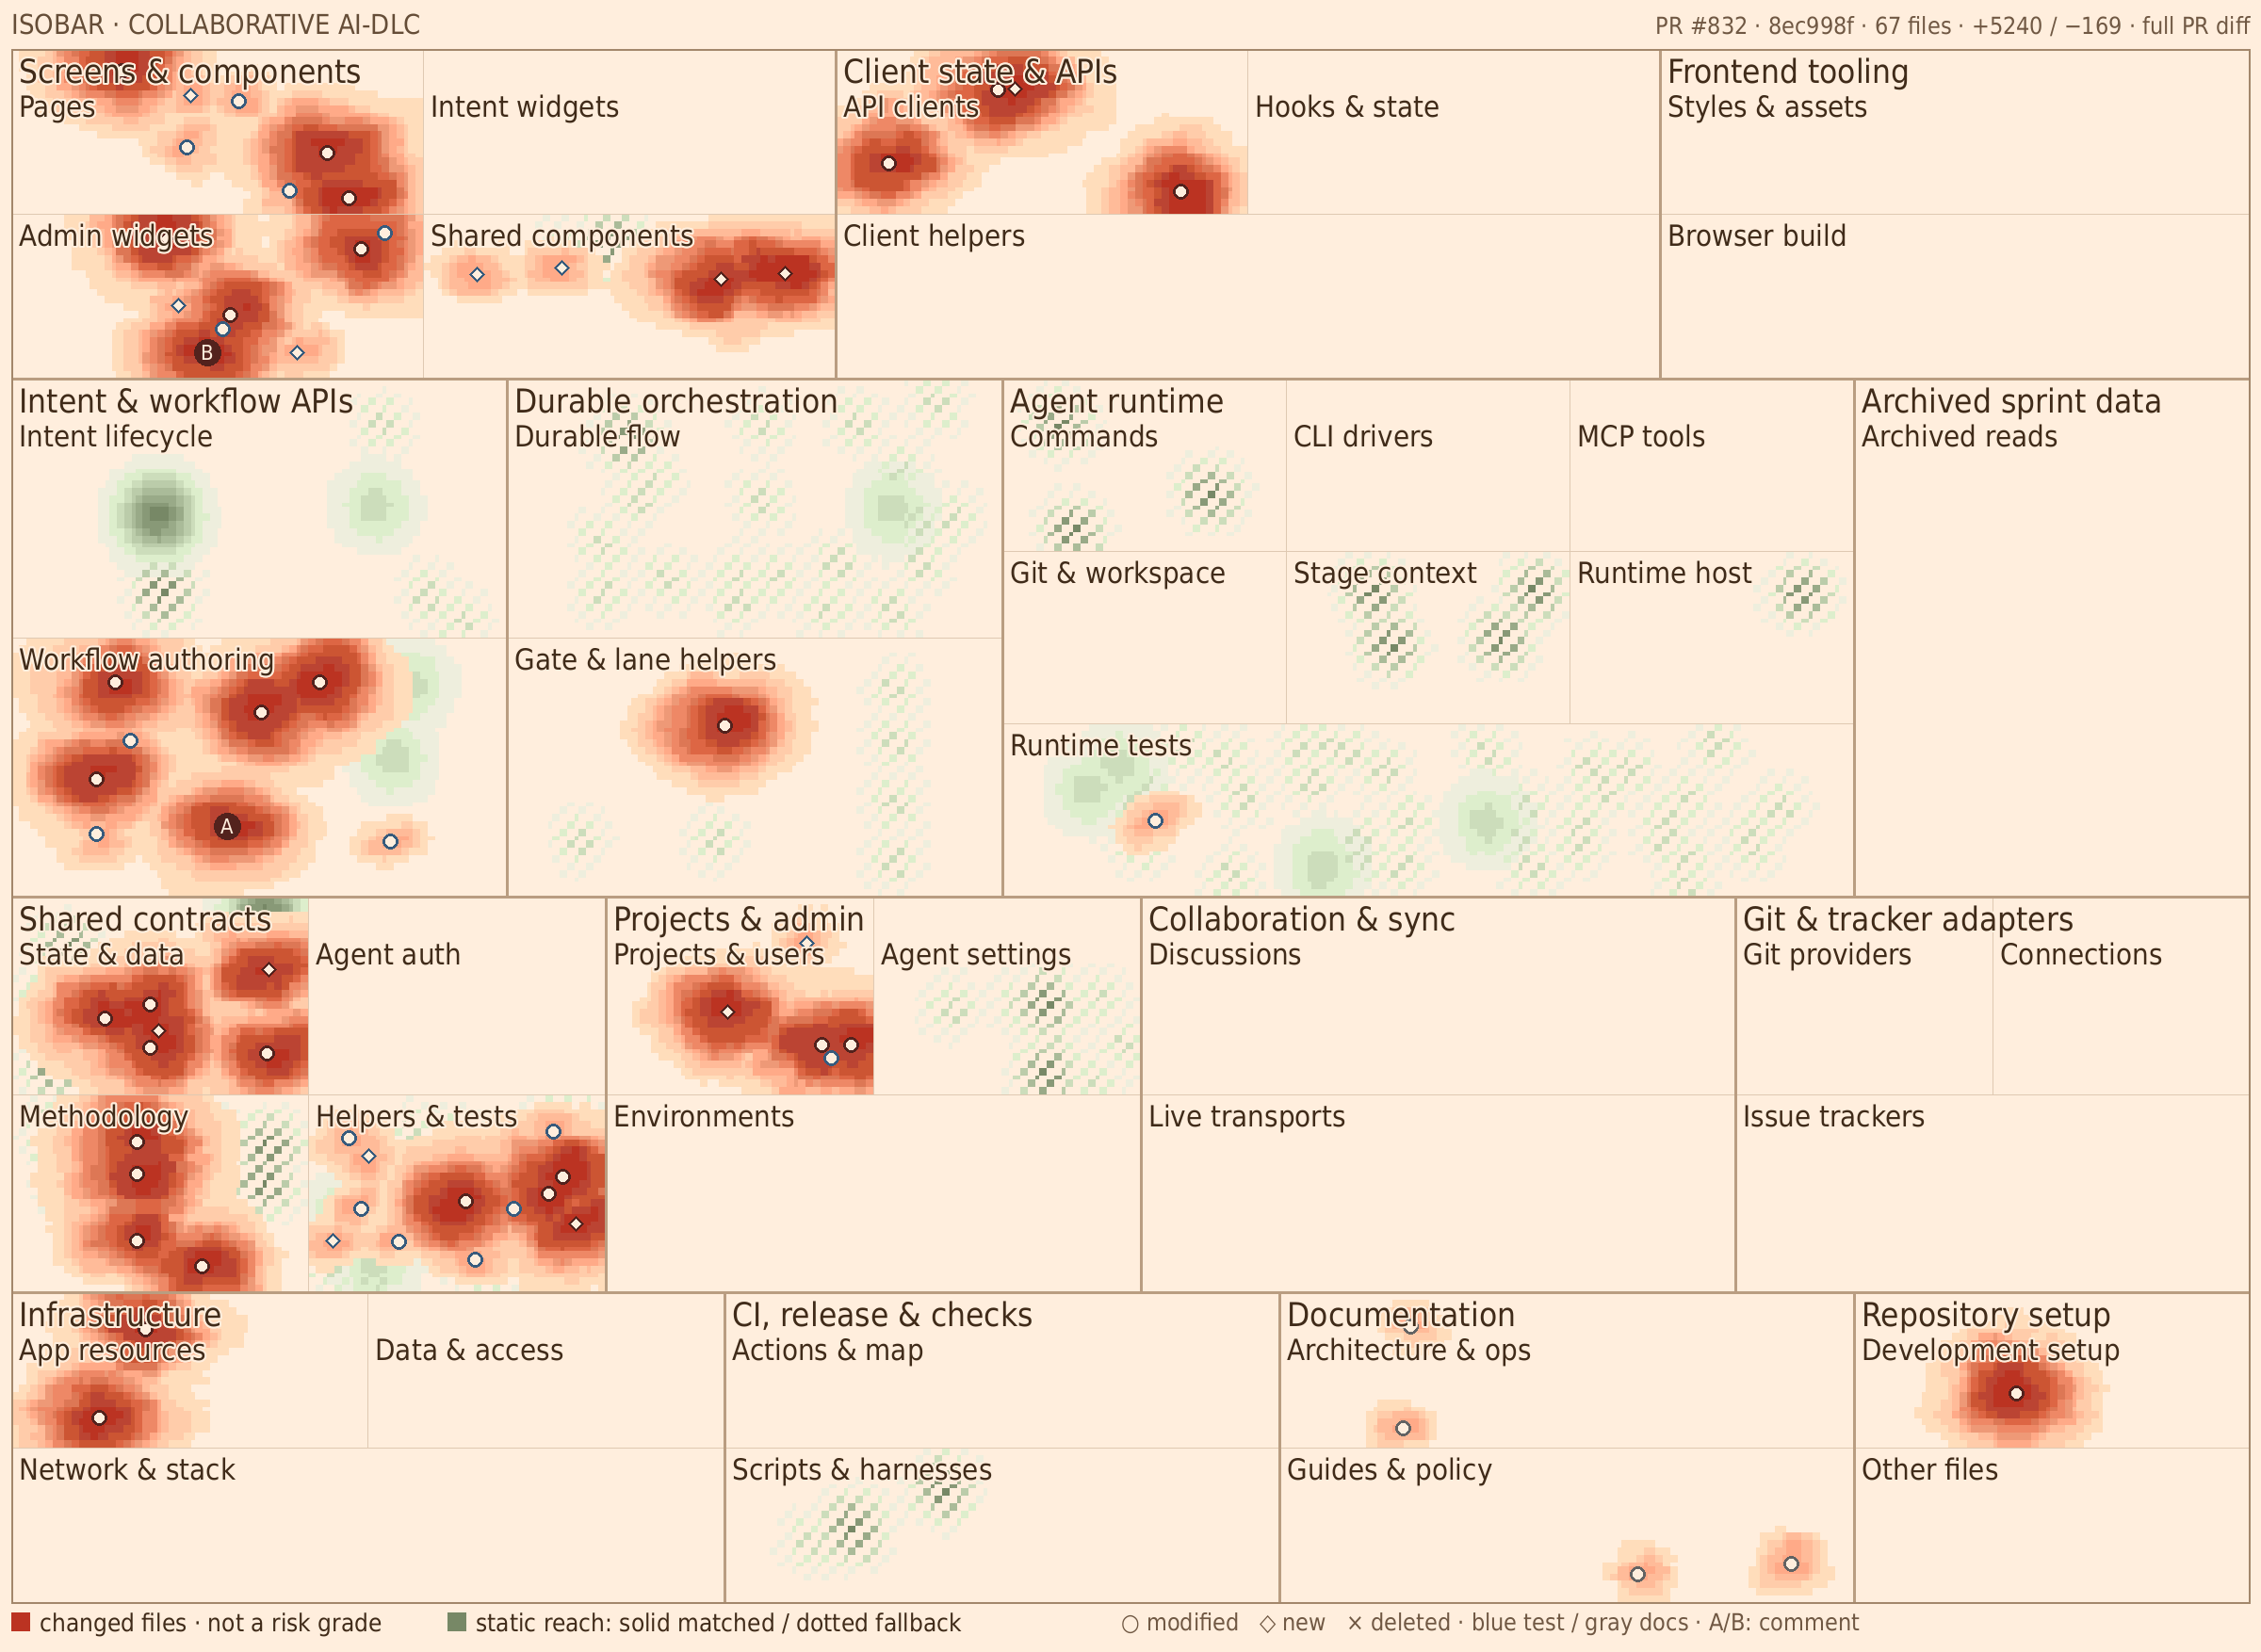 ISOBAR · COLLABORATIVE AI-DLC
PR #832 · 8ec998f · 67 files · +5240 / −169 · full PR diff
Screens & components
Pages
Intent widgets
Client state & APIs
API clients
Hooks & state
Frontend tooling
Styles & assets
Admin widgets
Shared components
Client helpers
Browser build
B
Intent & workflow APIs
Intent lifecycle
Durable orchestration
Durable flow
Agent runtime
Commands
CLI drivers
MCP tools
Archived sprint data
Archived reads
Git & workspace
Stage context
Runtime host
Workflow authoring
Gate & lane helpers
Runtime tests
A
Shared contracts
State & data
Agent auth
Projects & admin
Projects & users
Agent settings
Collaboration & sync
Discussions
Git & tracker adapters
Git providers
Connections
Methodology
Helpers & tests
Environments
Live transports
Issue trackers
Infrastructure
App resources
Data & access
CI, release & checks
Actions & map
Documentation
Architecture & ops
Repository setup
Development setup
Network & stack
Scripts & harnesses
Guides & policy
Other files
changed files · not a risk grade
static reach: solid matched / dotted fallback
○ modified ◇ new × deleted · blue test / gray docs · A/B: comment